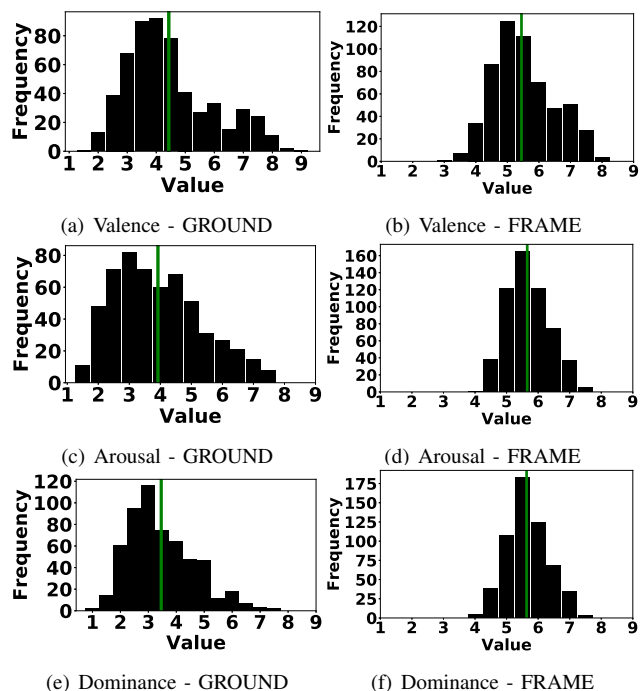 80
60
40
20
0
Frequency
1 2 3 4 5 6 7 8 9
Value
(a) Valence - GROUND
120
100
80
60
40
20
0
Frequency
1 2 3 4 5 6 7 8 9
Value
(b) Valence - FRAME
80
60
40
20
0
Frequency
1 2 3 4 5 6 7 8 9
Value
(c) Arousal - GROUND
160
140
120
100
80
60
40
20
0
Frequency
1 2 3 4 5 6 7 8 9
Value
(d) Arousal - FRAME
120
100
80
60
40
20
0
Frequency
1 2 3 4 5 6 7 8 9
Value
(e) Dominance - GROUND
175
150
125
100
75
50
25
0
Frequency
1 2 3 4 5 6 7 8 9
Value
(f) Dominance - FRAME